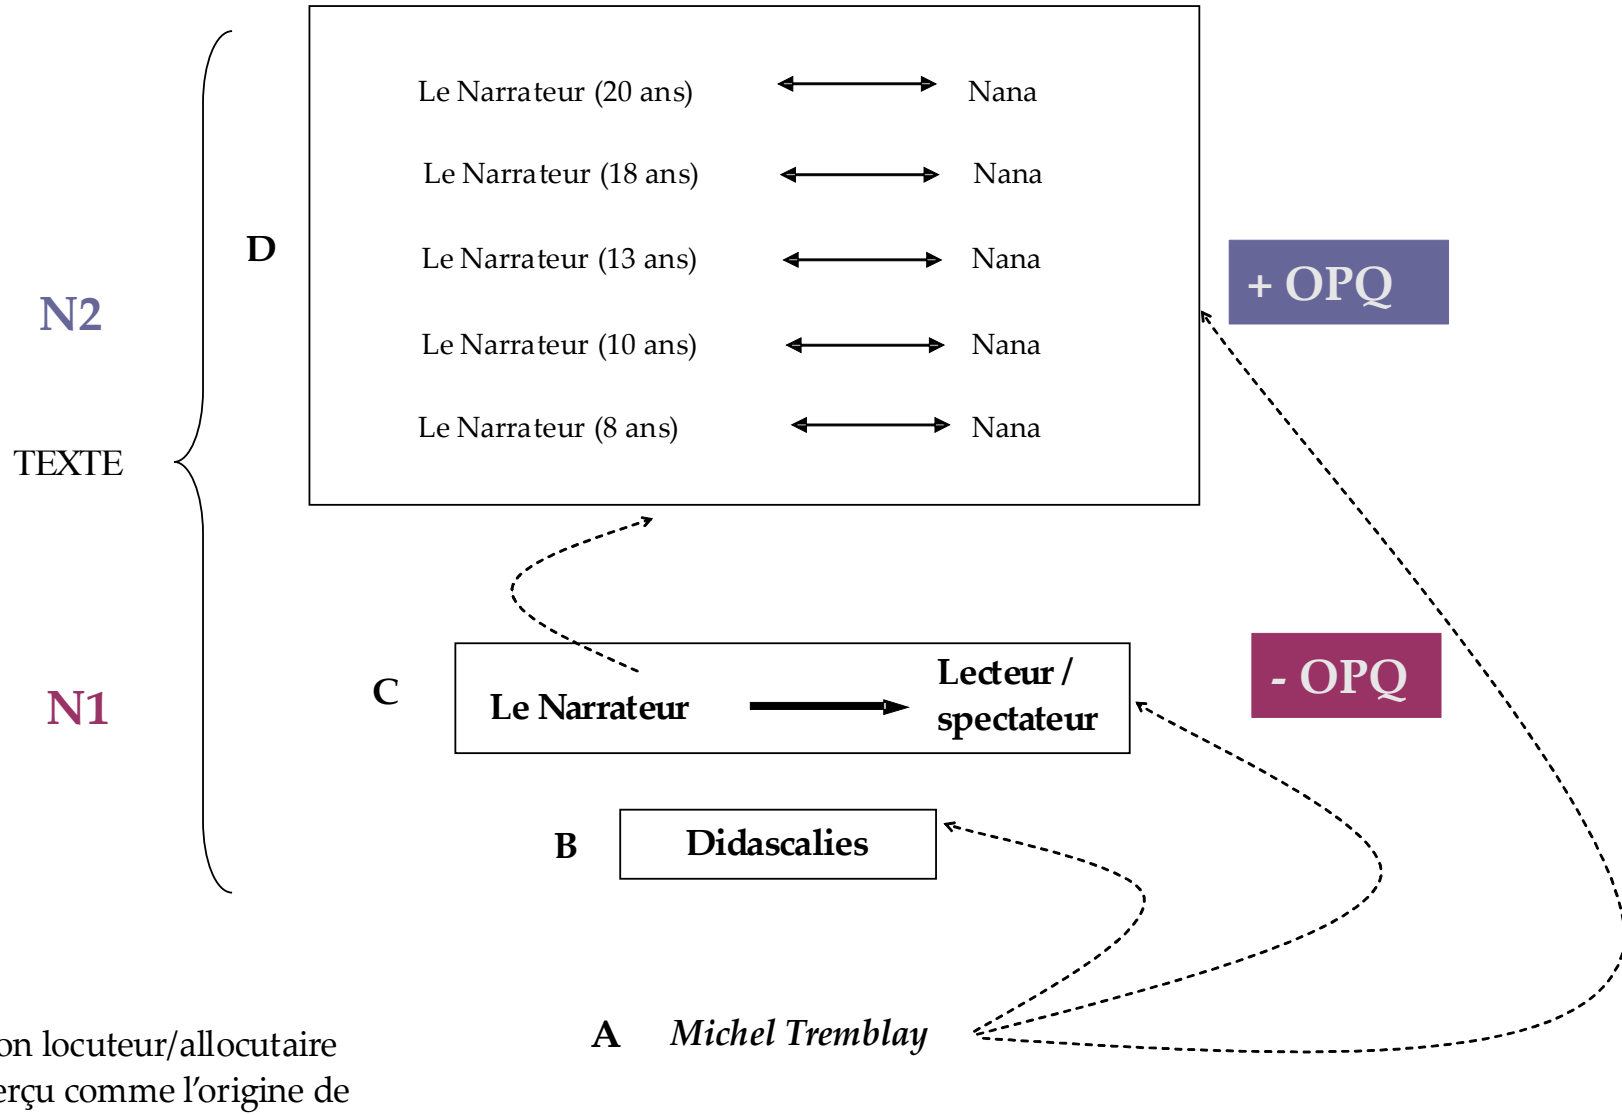 Le Narrateur (20 ans) Nana
Le Narrateur (18 ans) Nana
D
Le Narrateur (13 ans) Nana
+ OPQ
N2
Le Narrateur (10 ans) Nana
Le Narrateur (8 ans) Nana
TEXTE
C
Le Narrateur
Lecteur /
spectateur
- OPQ
N1
B Didascalies
A Michel Tremblay
on locuteur/allocutaire
erçu comme l'origine de